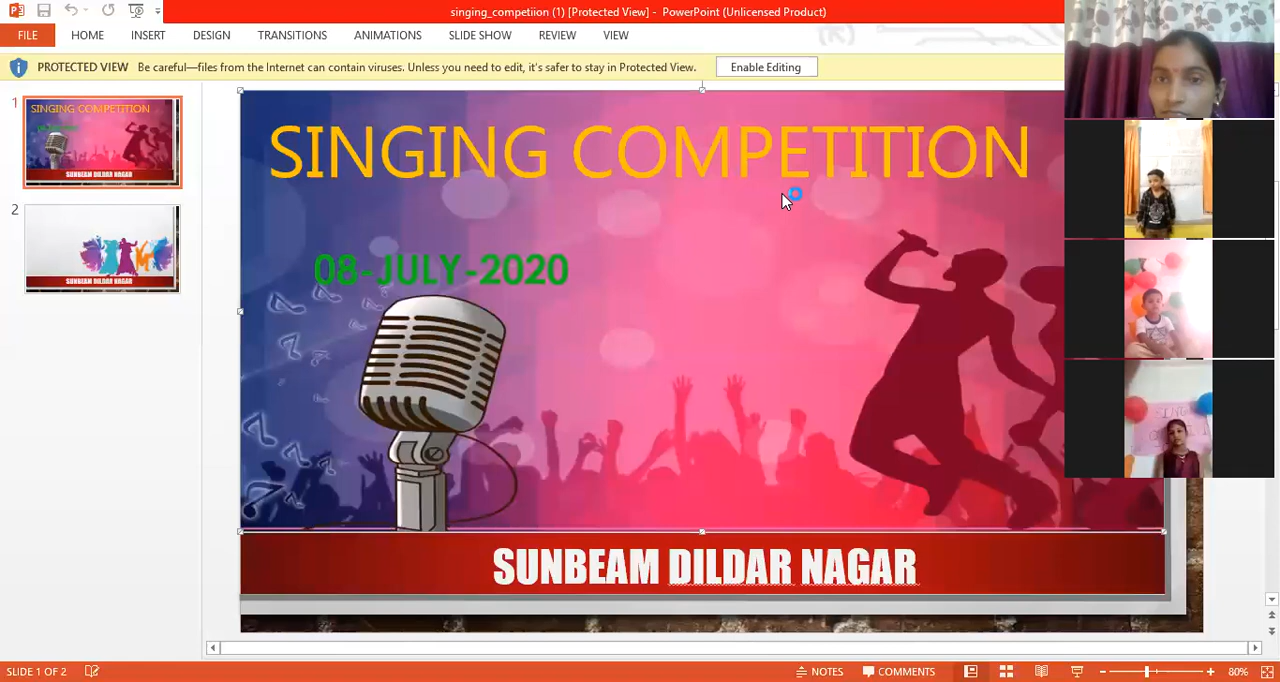 singing_competiion (1) [Protected View] - PowerPoint (Unlicensed Product)
FILE HOME INSERT DESIGN TRANSITIONS ANIMATIONS SLIDE SHOW REVIEW VIEW
PROTECTED VIEW Be careful—files from the Internet can contain viruses. Unless you need to edit, it's safer to stay in Protected View. Enable Editing
1
SINGING COMPETITION
SUNBEAM DILDAR NAGAR
2
SUNBEAM DILDAR NAGAR
SINGING COMPETITION
08-JULY-2020
SUNBEAM DILDAR NAGAR
SLIDE 1 OF 2 NOTES COMMENTS 80%